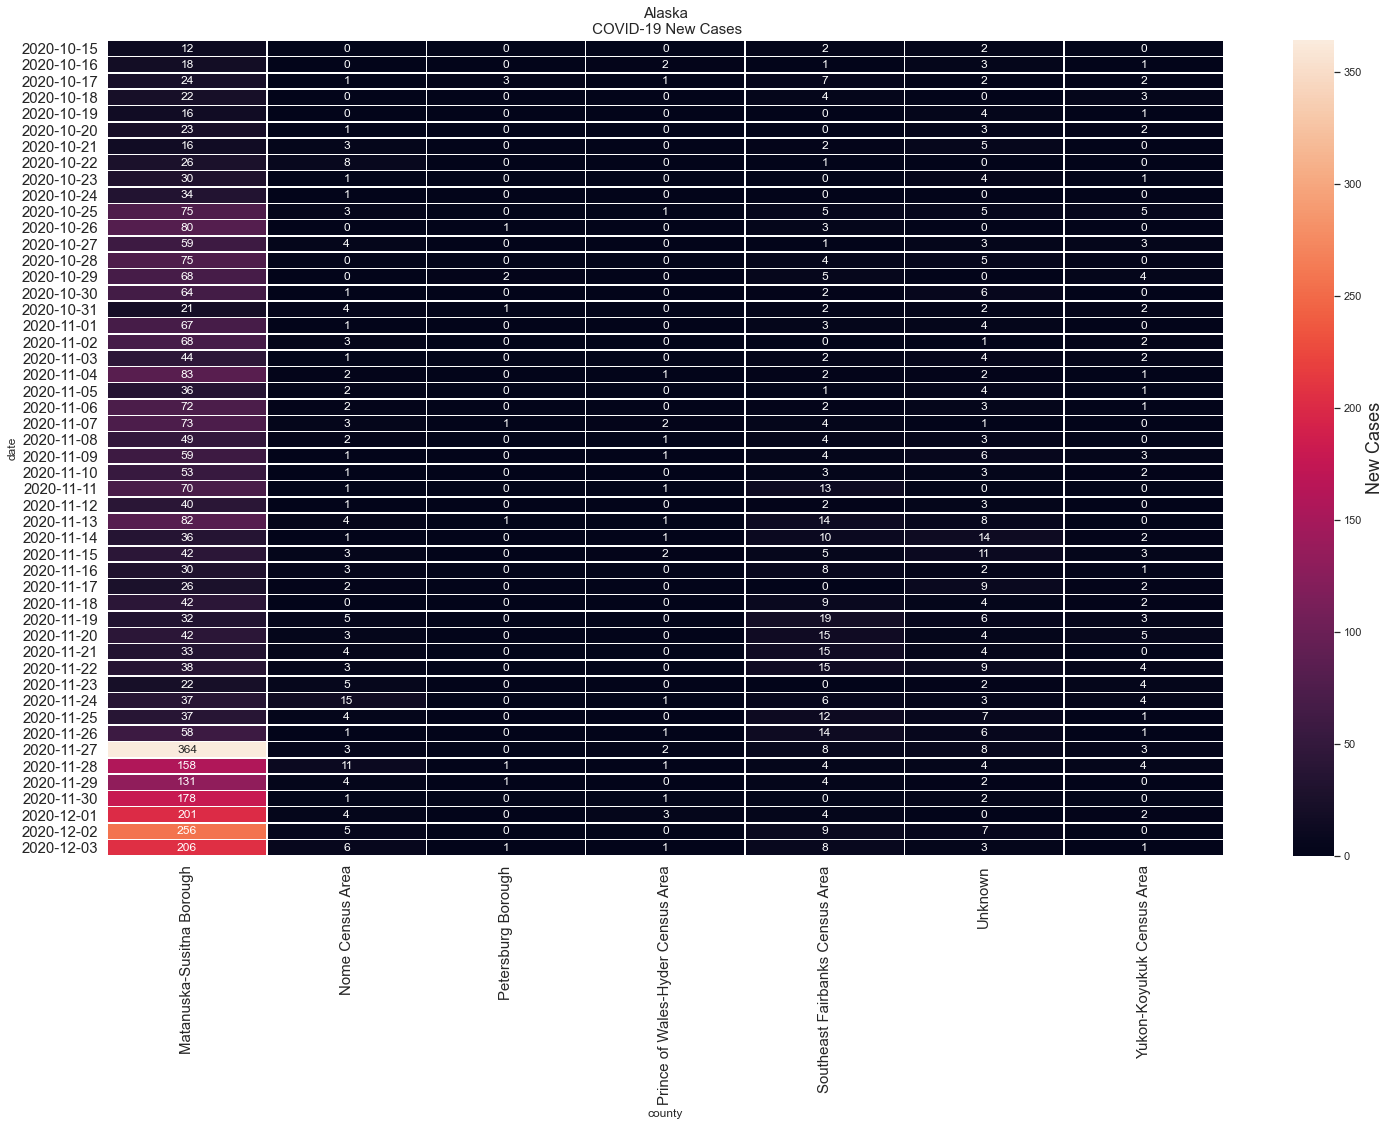 Alaska
COVID-19 New Cases
2020-10-15 12 0 0 0 2 2 0
2020-10-16 18 0 0 2 1 3 1
2020-10-17 24 1 3 1 7 2 2
2020-10-18 22 0 0 0 4 0 3
2020-10-19 16 0 0 0 0 4 1
2020-10-20 23 1 0 0 0 3 2
2020-10-21 16 3 0 0 2 5 0
2020-10-22 26 8 0 0 1 0 0
2020-10-23 30 1 0 0 0 4 1
2020-10-24 34 1 0 0 0 0 0
2020-10-25 75 3 0 1 5 5 5
2020-10-26 80 0 1 0 3 0 0
2020-10-27 59 4 0 0 1 3 3
2020-10-28 75 0 0 0 4 5 0
2020-10-29 68 0 2 0 5 0 4
2020-10-30 64 1 0 0 2 6 0
2020-10-31 21 4 1 0 2 2 2
2020-11-01 67 1 0 0 3 4 0
2020-11-02 68 3 0 0 0 1 2
2020-11-03 44 1 0 0 2 4 2
2020-11-04 83 2 0 1 2 2 1
2020-11-05 36 2 0 0 1 4 1
2020-11-06 72 2 0 0 2 3 1
2020-11-07 73 3 1 2 4 1 0
2020-11-08 49 2 0 1 4 3 0
2020-11-09 59 1 0 1 4 6 3
2020-11-10 53 1 0 0 3 3 2
2020-11-11 70 1 0 1 13 0 0
2020-11-12 40 1 0 0 2 3 0
2020-11-13 82 4 1 1 14 8 0
2020-11-14 36 1 0 1 10 14 2
2020-11-15 42 3 0 2 5 11 3
2020-11-16 30 3 0 0 8 2 1
2020-11-17 26 2 0 0 0 9 2
2020-11-18 42 0 0 0 9 4 2
2020-11-19 32 5 0 0 19 6 3
2020-11-20 42 3 0 0 15 4 5
2020-11-21 33 4 0 0 15 4 0
2020-11-22 38 3 0 0 15 9 4
2020-11-23 22 5 0 0 0 2 4
2020-11-24 37 15 0 1 6 3 4
2020-11-25 37 4 0 0 12 7 1
2020-11-26 58 1 0 1 14 6 1
2020-11-27 364 3 0 2 8 8 3
2020-11-28 158 11 1 1 4 4 4
2020-11-29 131 4 1 0 4 2 0
2020-11-30 178 1 0 1 0 2 0
2020-12-01 201 4 0 3 4 0 2
2020-12-02 256 5 0 0 9 7 0
2020-12-03 206 6 1 1 8 3 1
date
Matanuska-Susitna Borough
Nome Census Area
Petersburg Borough
Prince of Wales-Hyder Census Area
Southeast Fairbanks Census Area
Unknown
Yukon-Koyukuk Census Area
county
350
300
250
200
150
100
50
0
New Cases